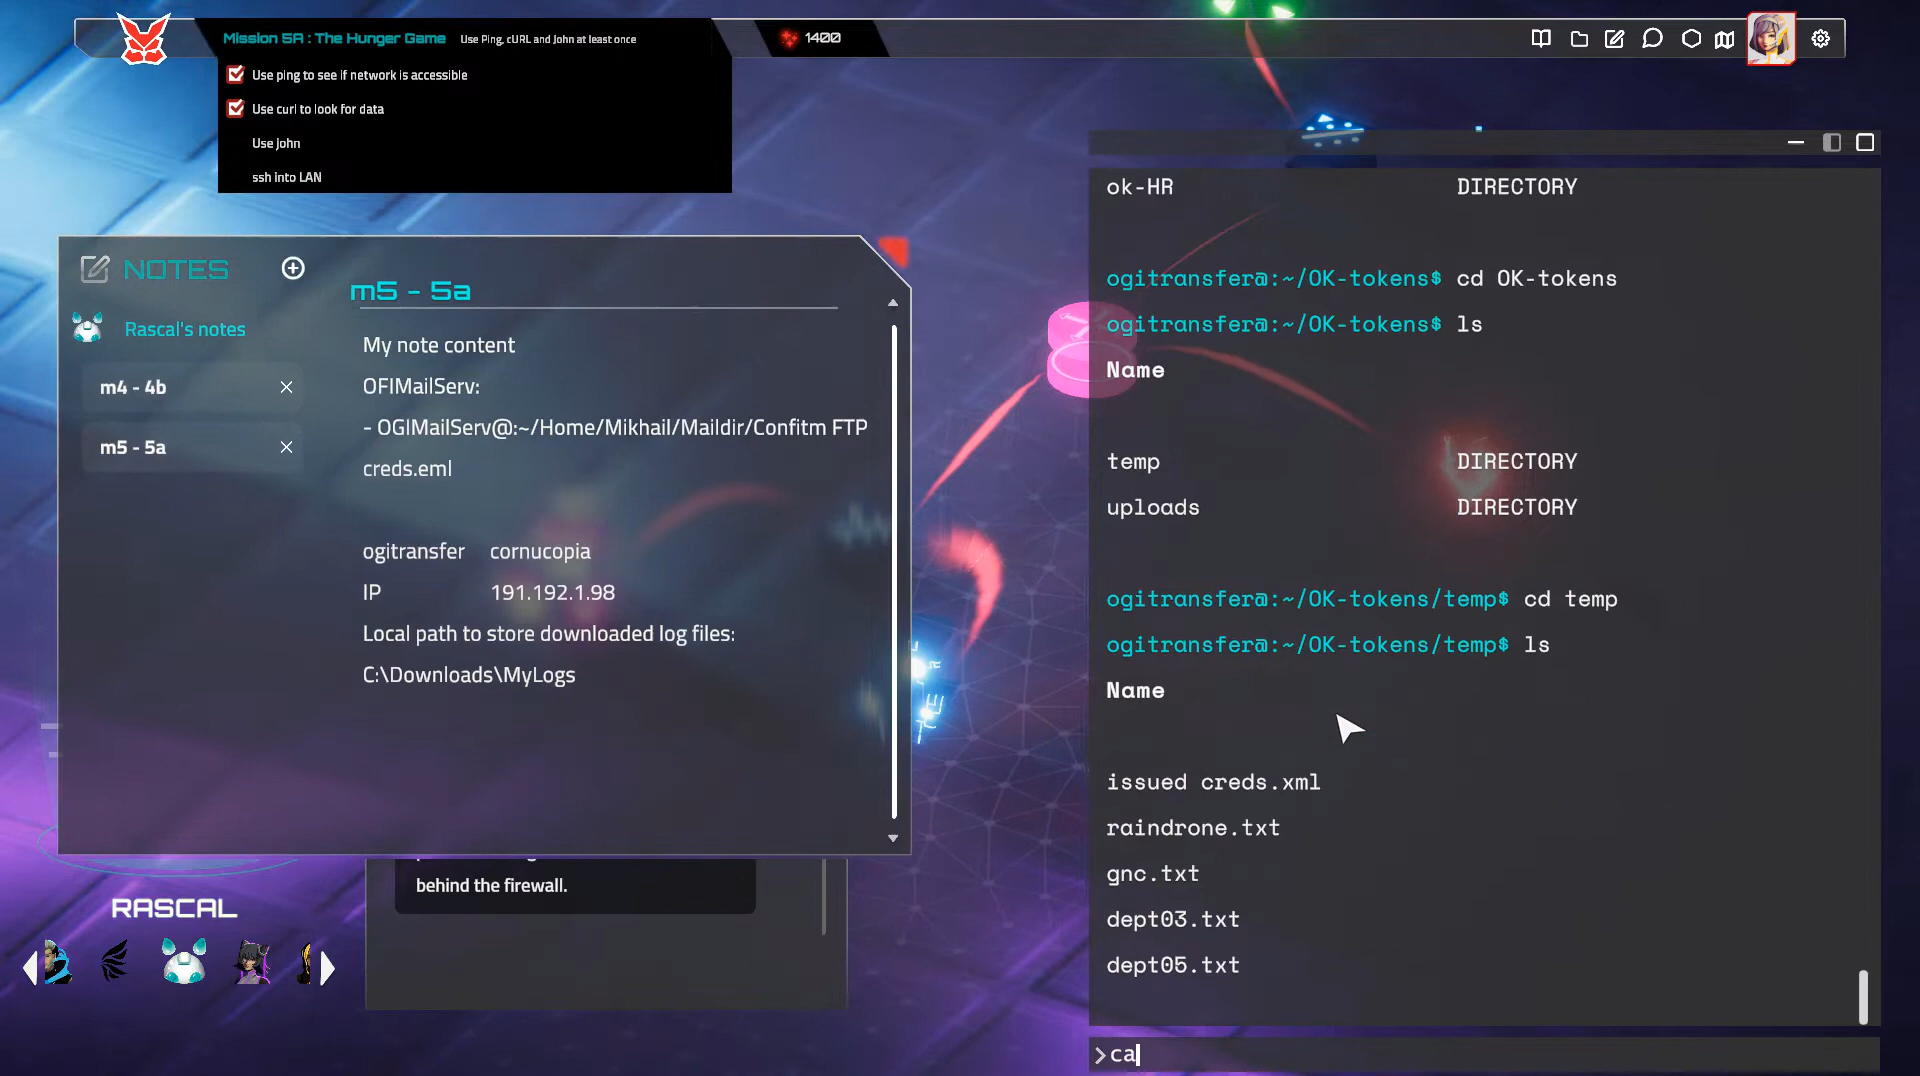 Mission 5A : The Hunger Game Use Ping, cURL and John at least once
1400
Use ping to see if network is accessible
Use curl to look for data
Use john
ssh into LAN
NOTES
Rascal's notes
m4 - 4b
m5 - 5a
m5 - 5a
My note content
OFIMailServ:
- OGIMailServ@:~/Home/Mikhail/Maildir/Confitm FTP
creds.eml
ogitransfer cornucopia
IP 191.192.1.98
Local path to store downloaded log files:
C:\Downloads\MyLogs
behind the firewall.
RASCAL
ok-HR DIRECTORY
ogitransfer@:~/OK-tokens$ cd OK-tokens
ogitransfer@:~/OK-tokens$ ls
Name
temp DIRECTORY
uploads DIRECTORY
ogitransfer@:~/OK-tokens/temp$ cd temp
ogitransfer@:~/OK-tokens/temp$ ls
Name
issued creds.xml
raindrone.txt
gnc.txt
dept03.txt
dept05.txt
>ca